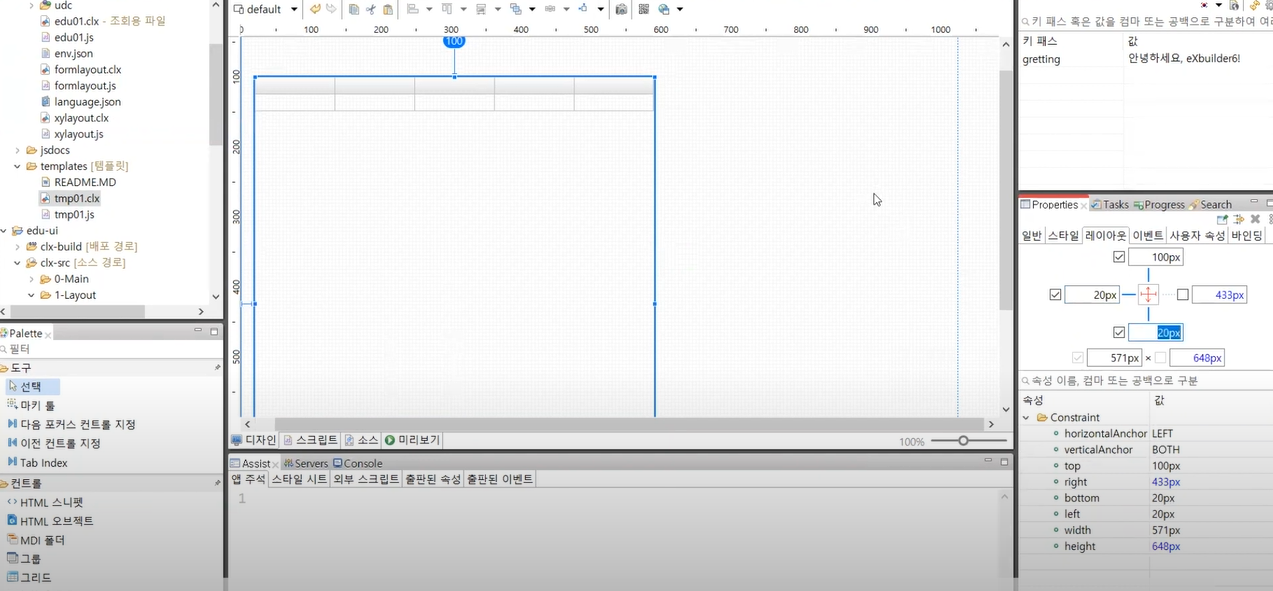 udc
edu01.clx - 조회용 파일
edu01.js
env.json
formlayout.clx
formlayout.js
language.json
xylayout.clx
xylayout.js
jsdocs
templates [템플릿]
README.MD
tmp01.clx
tmp01.js
edu-ui
clx-build [배포 경로]
clx-src [소스 경로]
0-Main
1-Layout
Palette
필터
도구
선택
마키 툴
다음 포커스 컨트롤 지정
이전 컨트롤 지정
Tab Index
컨트롤
HTML 스니펫
HTML 오브젝트
MDI 폴더
그룹
그리드
default
0 100 200 300 400 500 600 700 800 900 1000
100
100
200
300
400
500
디자인 스크립트 소스 미리보기
100%
Assist Servers Console
앱 주석 스타일 시트 외부 스크립트 출판된 속성 출판된 이벤트
1
키 패스 혹은 값을 컴마 또는 공백으로 구분하여
키 패스 값
gretting 안녕하세요, eXbuilder6!
Properties Tasks Progress Search
일반 스타일 레이아웃 이벤트 사용자 속성 바인딩
100px
20px 433px
20px
571px × 648px
속성 이름, 컴마 또는 공백으로 구분
속성 값
Constraint
horizontalAnchor LEFT
verticalAnchor BOTH
top 100px
right 433px
bottom 20px
left 20px
width 571px
height 648px